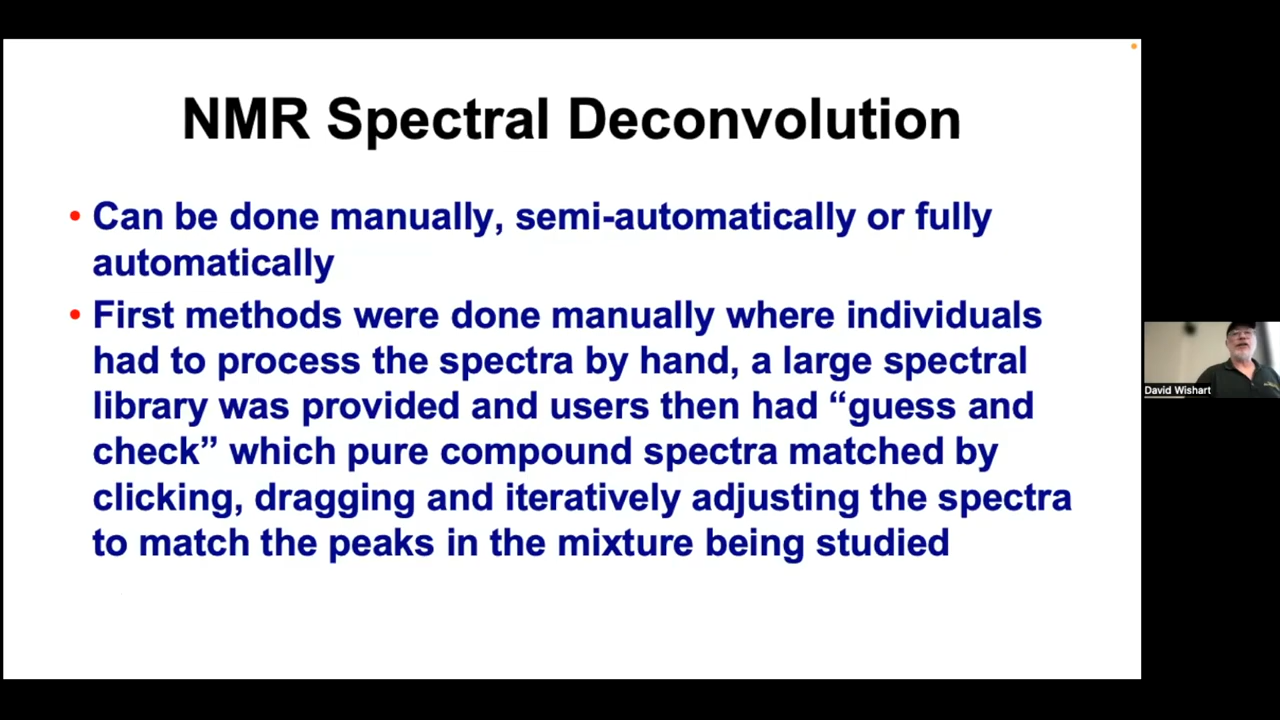 NMR Spectral Deconvolution
• Can be done manually, semi-automatically or fully
automatically
• First methods were done manually where individuals
had to process the spectra by hand, a large spectral
library was provided and users then had “guess and
check” which pure compound spectra matched by
clicking, dragging and iteratively adjusting the spectra
to match the peaks in the mixture being studied
David Wishart